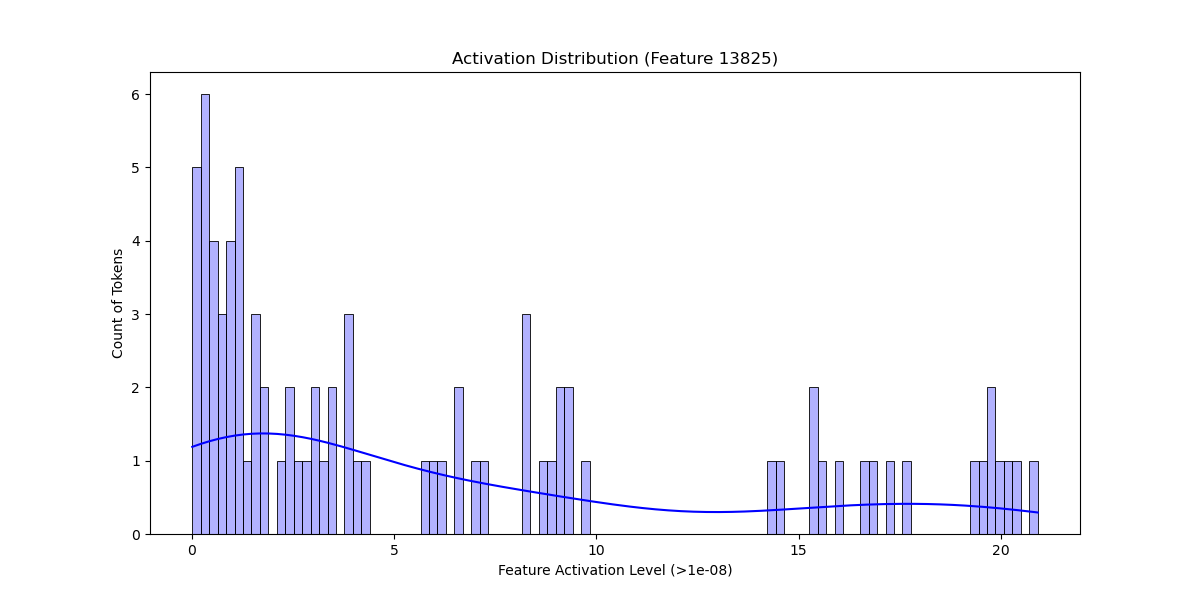 Activation Distribution (Feature 13825)
Count of Tokens
6
5
4
3
2
1
0
0 5 10 15 20
Feature Activation Level (>1e-08)